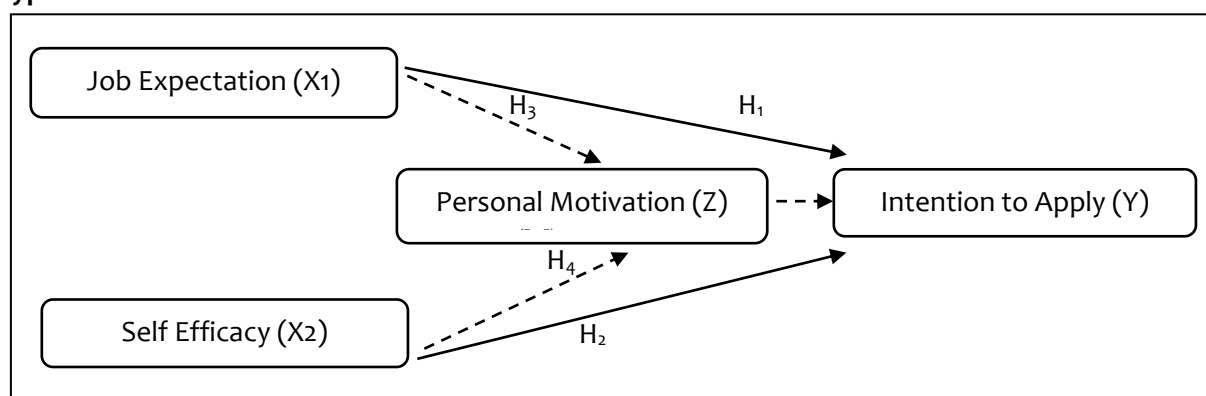 Job Expectation (X1)
H₃
H₁
Personal Motivation (Z)
Intention to Apply (Y)
H₄
Self Efficacy (X2)
H₂